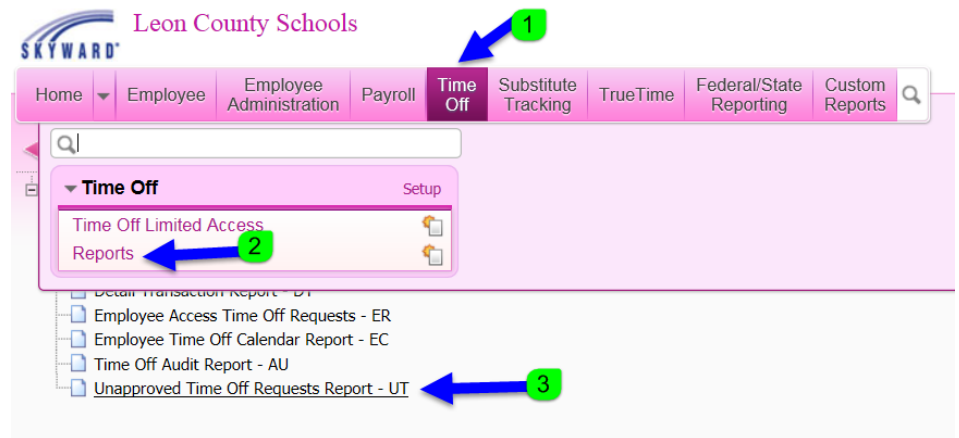 Leon County Schools
1
SKYWARD
Home
Employee
Employee
Administration
Payroll
Time
Off
Substitute
Tracking
TrueTime
Federal/State
Reporting
Custom
Reports
Time Off
Setup
Time Off Limited Access
Reports
2
Detail Transaction Report - DT
Employee Access Time Off Requests - ER
Employee Time Off Calendar Report - EC
Time Off Audit Report - AU
Unapproved Time Off Requests Report - UT
3